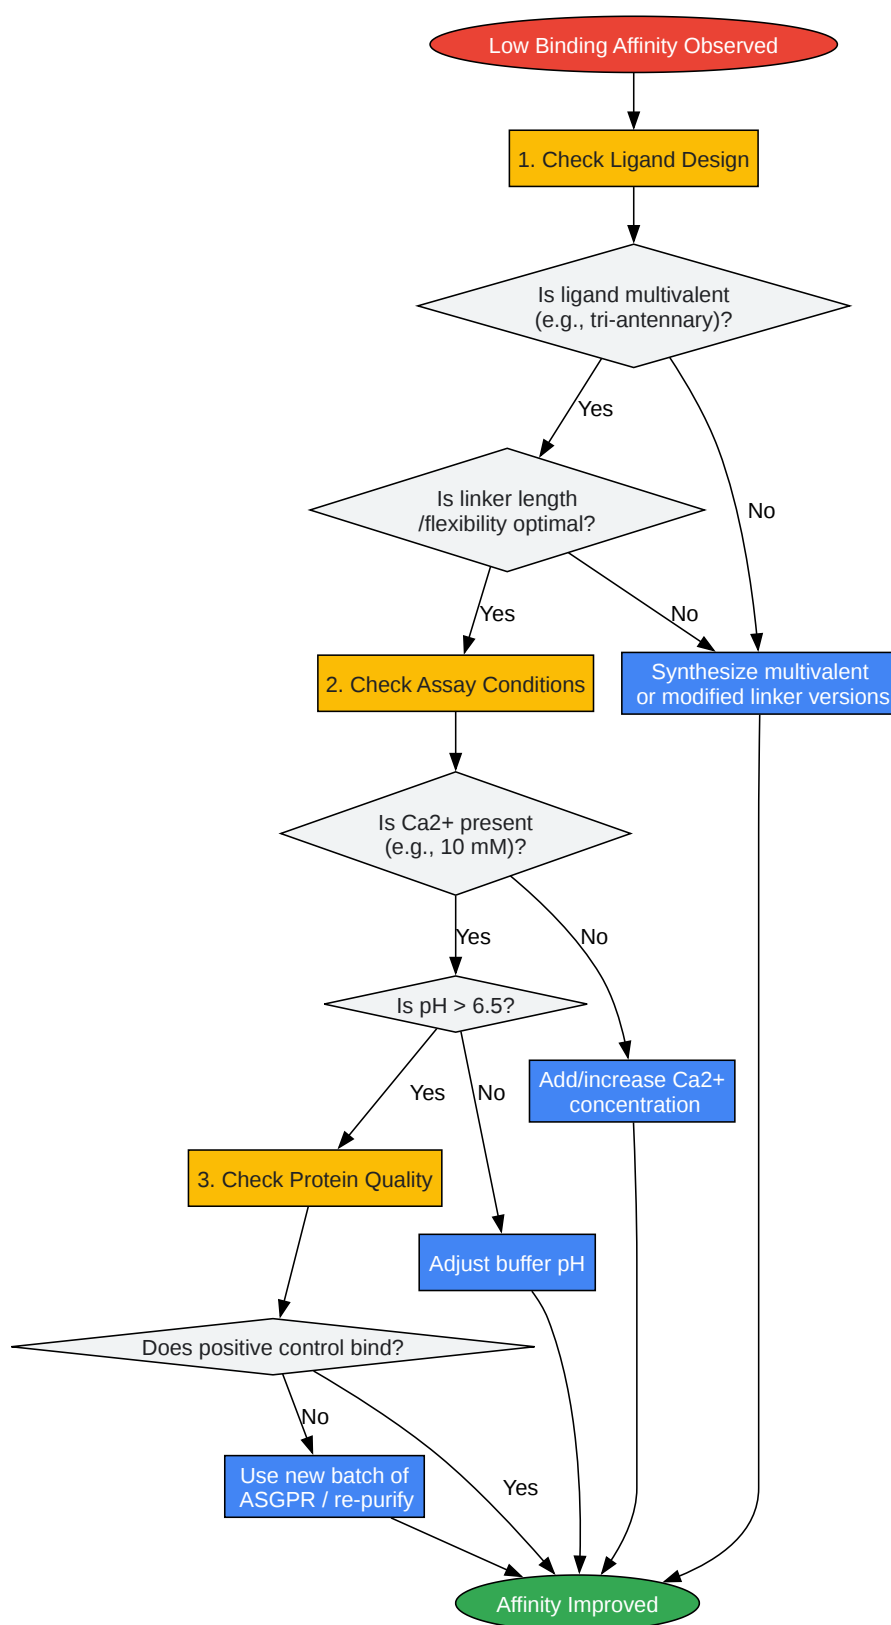 Low Binding Affinity Observed
1. Check Ligand Design
Is ligand multivalent
(e.g., tri-antennary)?
Yes
No
Is linker length
/flexibility optimal?
Yes
No
Synthesize multivalent
or modified linker versions
2. Check Assay Conditions
Is Ca2+ present
(e.g., 10 mM)?
Yes
No
Is pH > 6.5?
Yes
No
Add/increase Ca2+
concentration
3. Check Protein Quality
Adjust buffer pH
Does positive control bind?
No
Yes
Use new batch of
ASGPR / re-purify
Affinity Improved